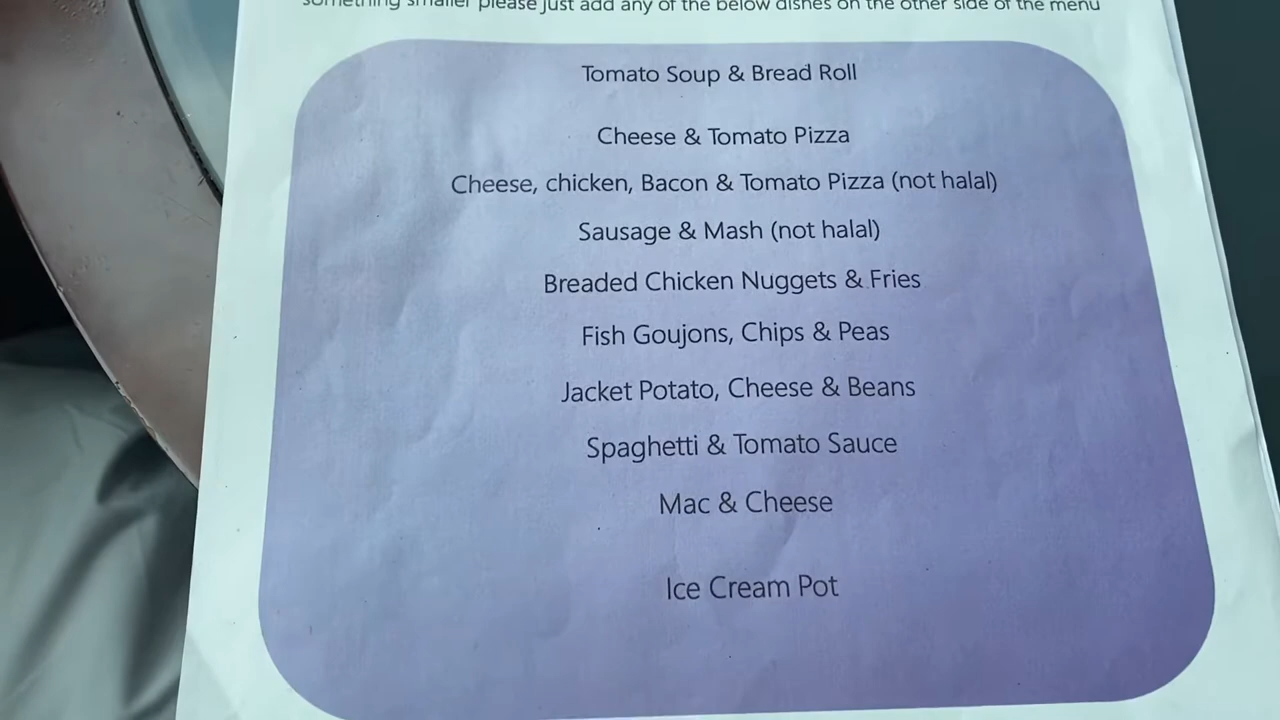 something smaller please just add any of the below dishes on the other side of the menu
Tomato Soup & Bread Roll
Cheese & Tomato Pizza
Cheese, chicken, Bacon & Tomato Pizza (not halal)
Sausage & Mash (not halal)
Breaded Chicken Nuggets & Fries
Fish Goujons, Chips & Peas
Jacket Potato, Cheese & Beans
Spaghetti & Tomato Sauce
Mac & Cheese
Ice Cream Pot